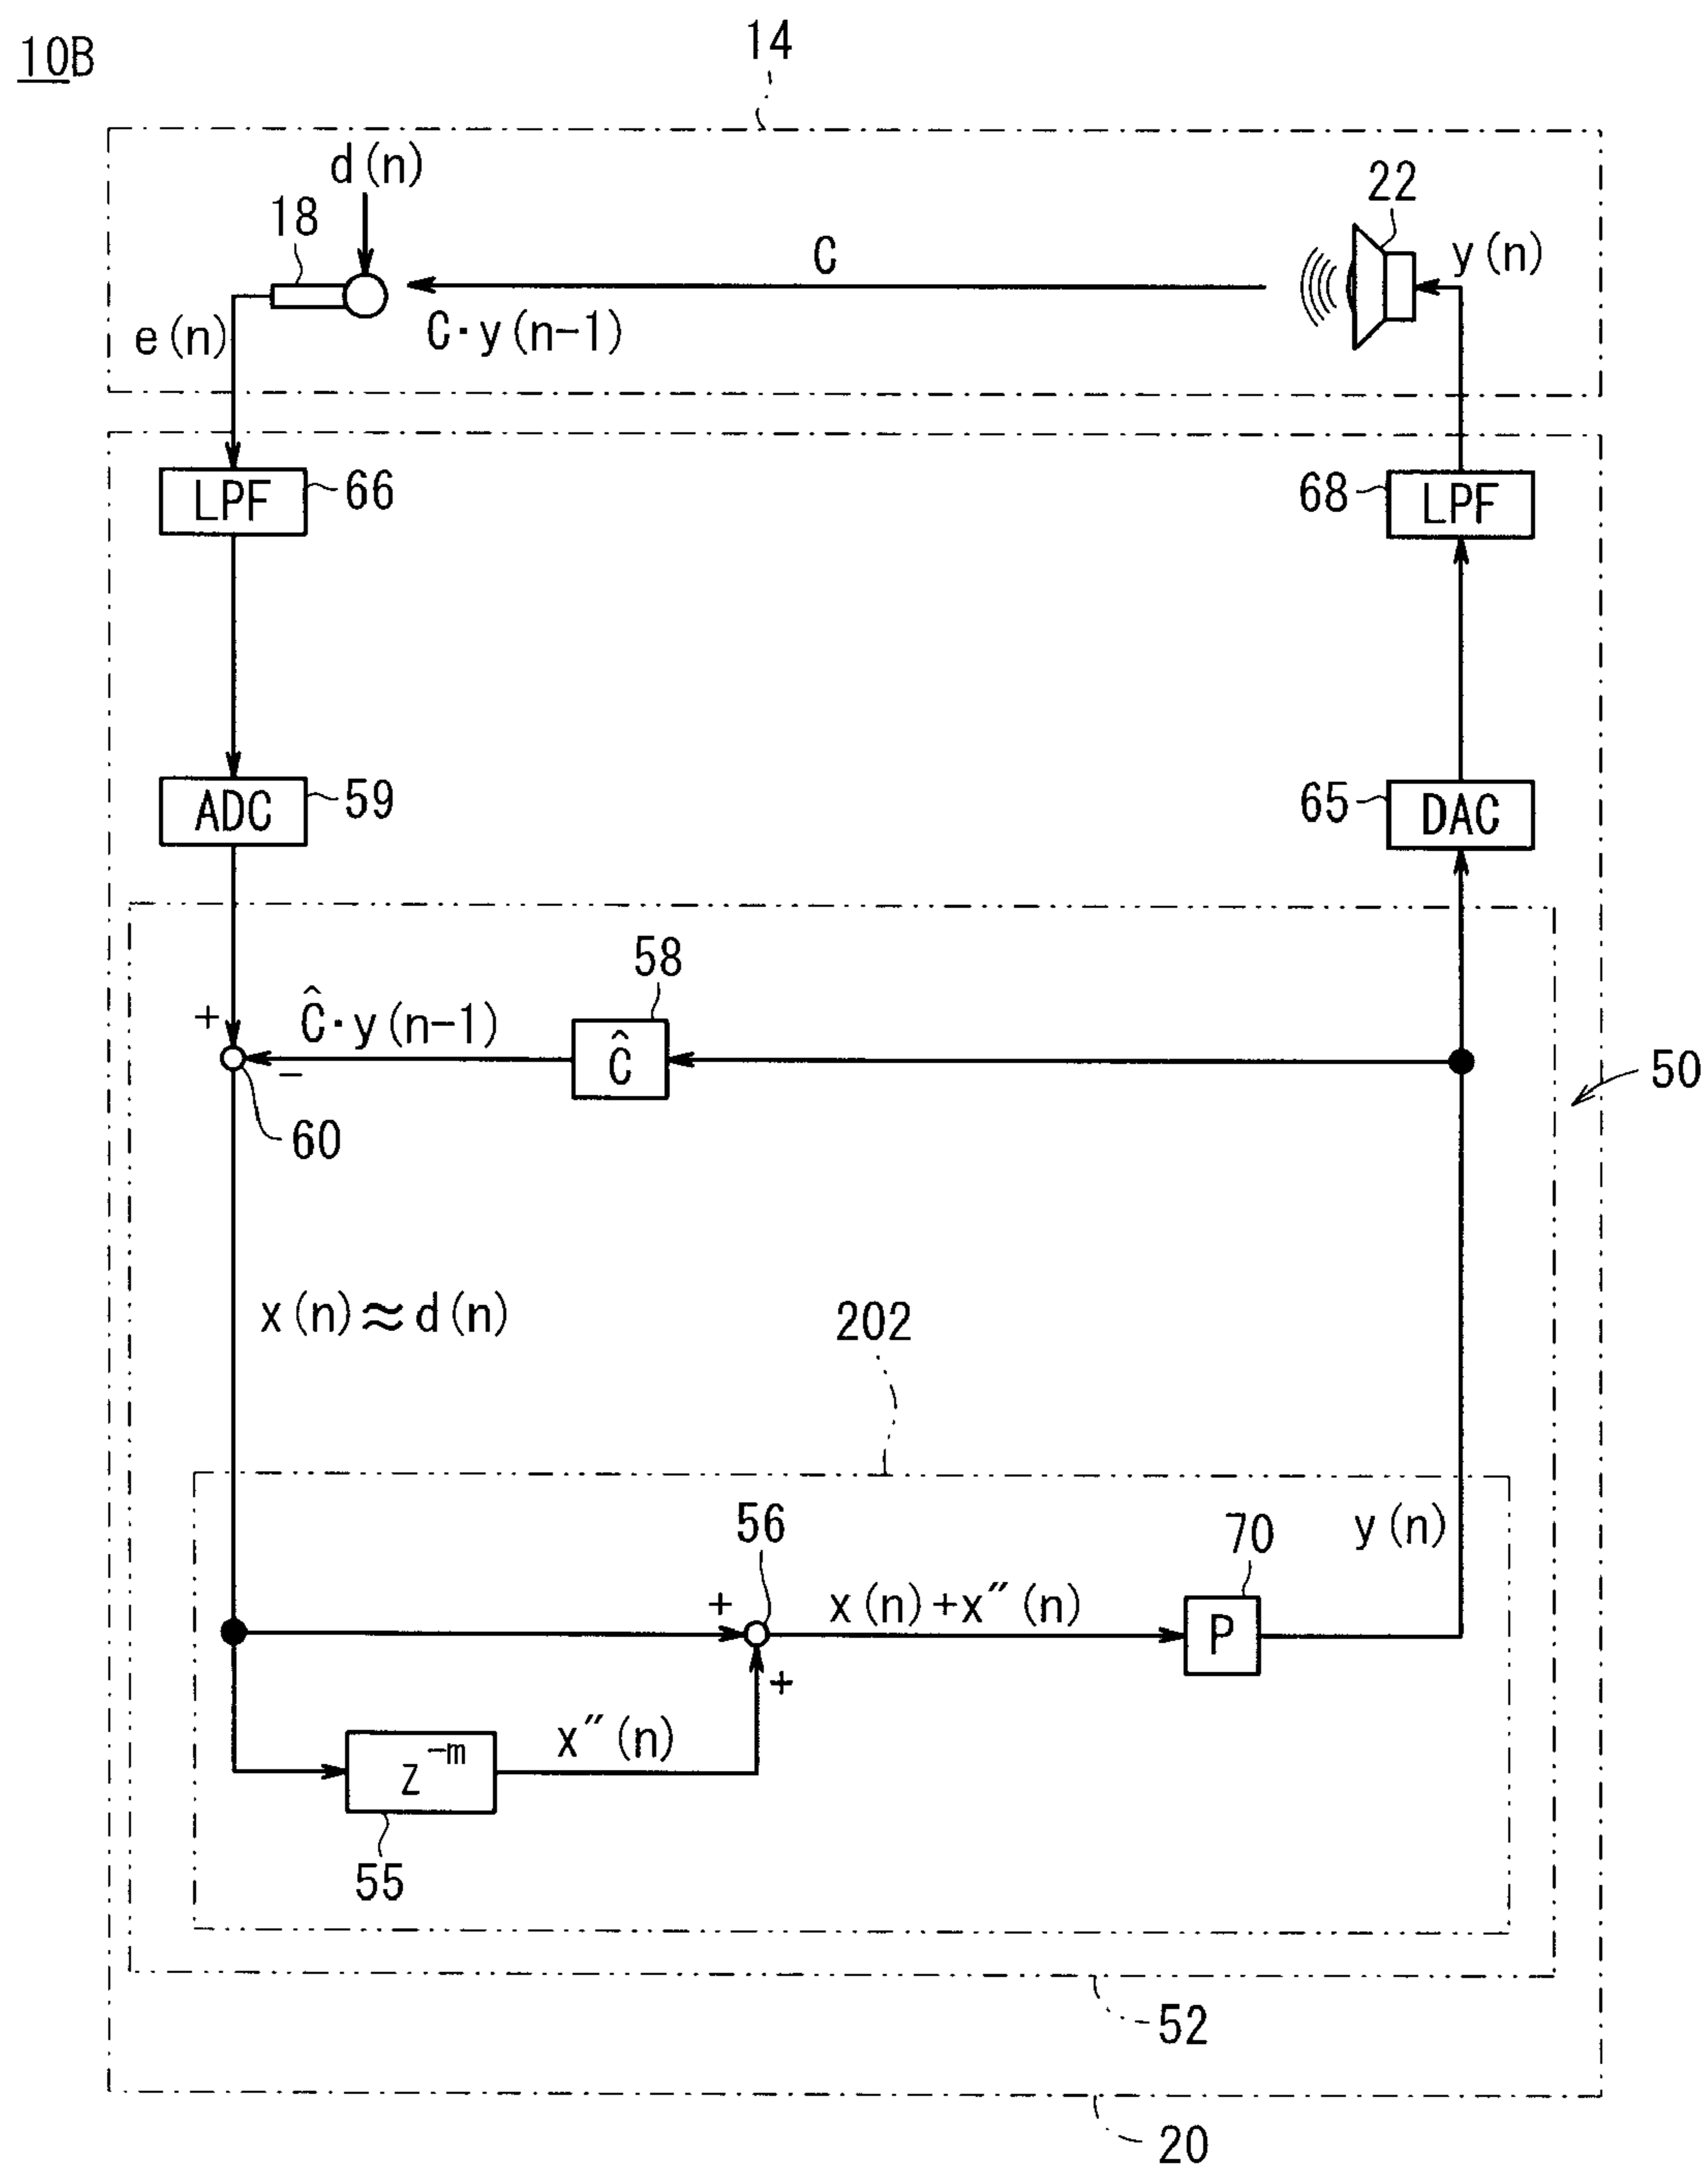 10B
14
d(n)
18
22
C
y(n)
e(n)
C·y(n-1)
LPF
66
68
LPF
ADC
59
65
DAC
58
+
Ĉ·y(n-1)
Ĉ
−
50
60
x(n)≈d(n)
202
56
70
y(n)
+
x(n)+x″(n)
P
+
x″(n)
z⁻ᵐ
55
52
20